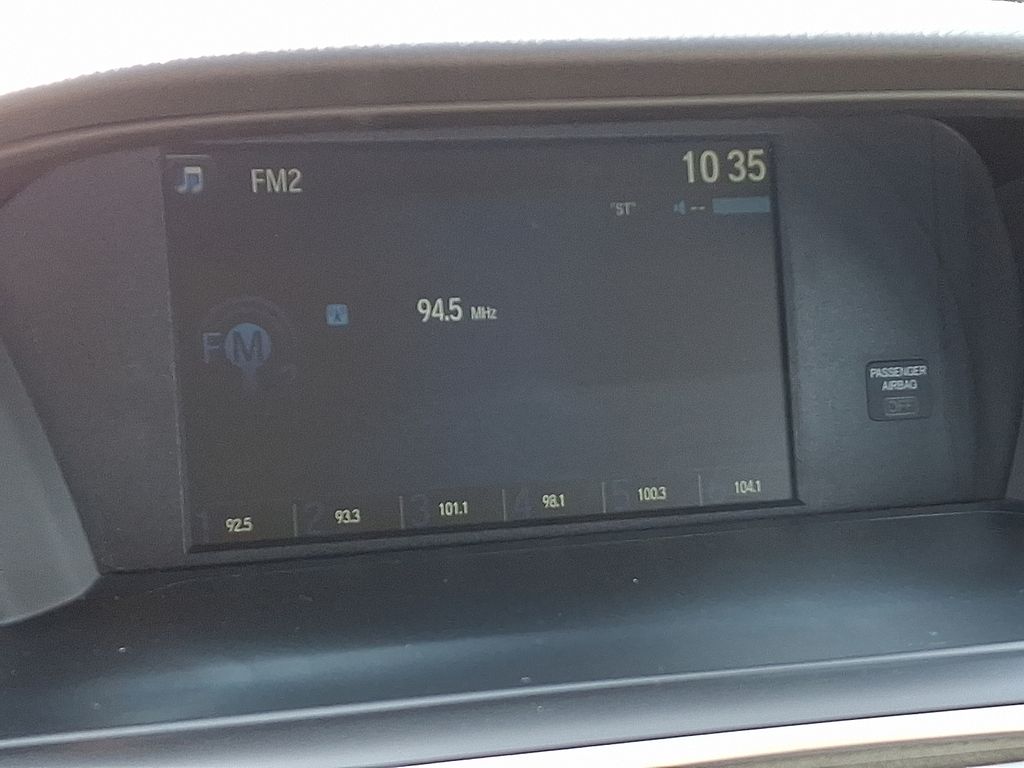 FM2
10 35
"ST"
--
94.5 MHz
FM
2
PASSENGER
AIRBAG
OFF
1 92.5 2 93.3 3 101.1 4 98.1 5 100.3 104.1